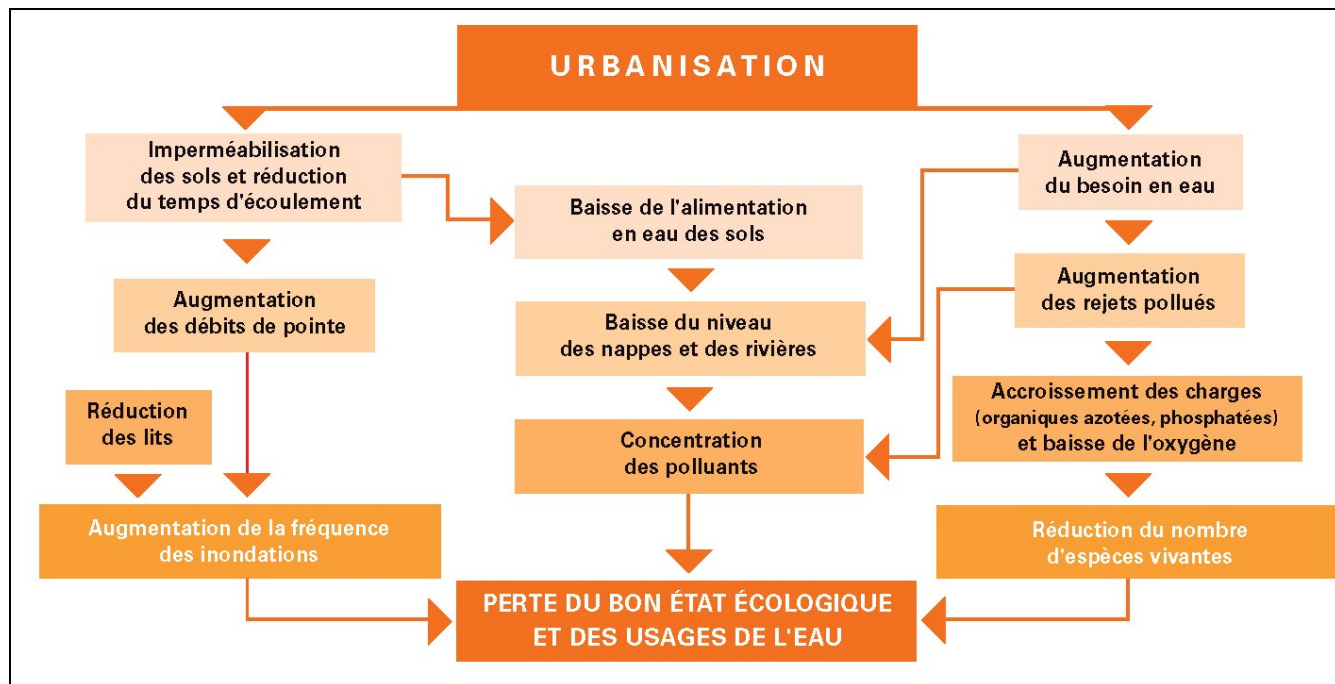 URBANISATION
Imperméabilisation
des sols et réduction
du temps d'écoulement
Augmentation
du besoin en eau
Baisse de l'alimentation
en eau des sols
Augmentation
des débits de pointe
Baisse du niveau
des nappes et des rivières
Augmentation
des rejets pollués
Réduction
des lits
Concentration
des polluants
Accroissement des charges
(organiques azotées, phosphatées)
et baisse de l'oxygène
Augmentation de la fréquence
des inondations
Réduction du nombre
d'espèces vivantes
PERTE DU BON ÉTAT ÉCOLOGIQUE
ET DES USAGES DE L'EAU